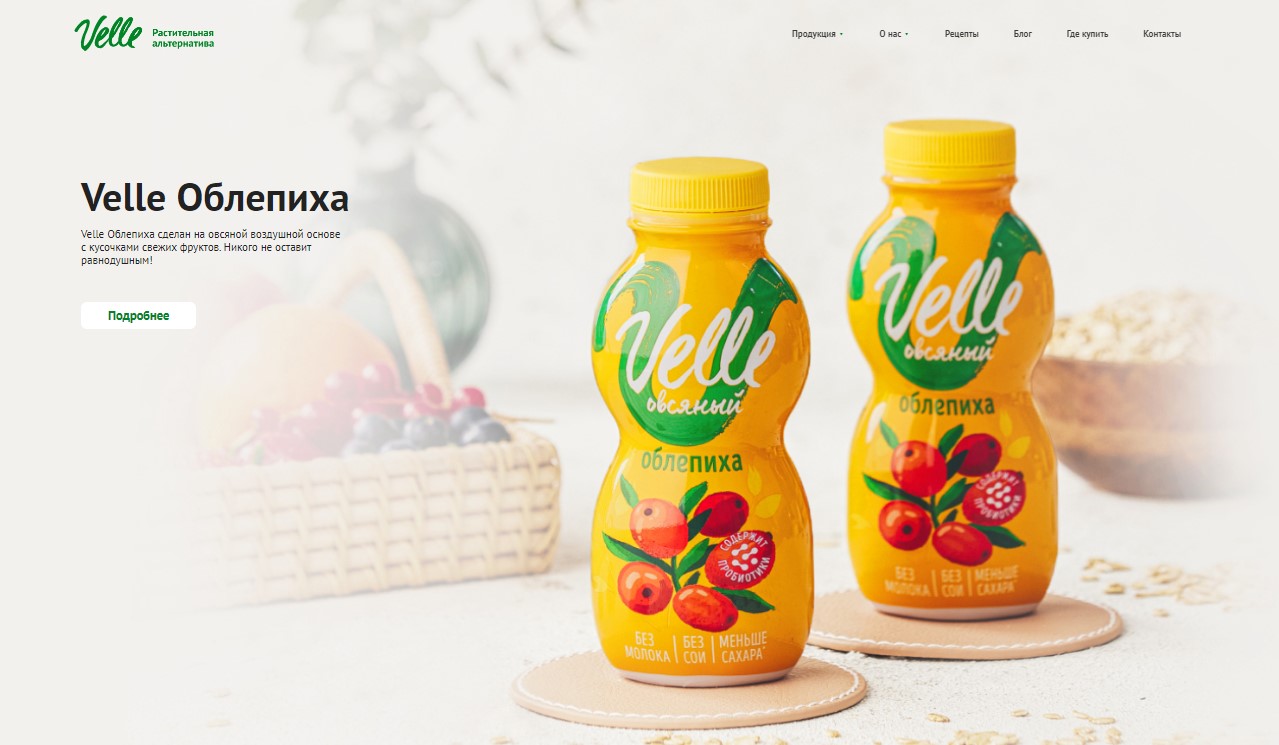 Velle
Растительная
альтернатива
Продукция
О нас
Рецепты
Блог
Где купить
Контакты
Velle Облепиха
Velle Облепиха сделан на овсяной воздушной основе
с кусочками свежих фруктов. Никого не оставит
равнодушным!
Подробнее
Velle
овсяный
облепиха
СОДЕРЖИТ
ПРОБИОТИКИ
БЕЗ
МОЛОКА
БЕЗ
СОИ
МЕНЬШЕ
САХАРА*
Velle
овсяный
облепиха
СОДЕРЖИТ
ПРОБИОТИКИ
БЕЗ
МОЛОКА
БЕЗ
СОИ
МЕНЬШЕ
САХАРА*